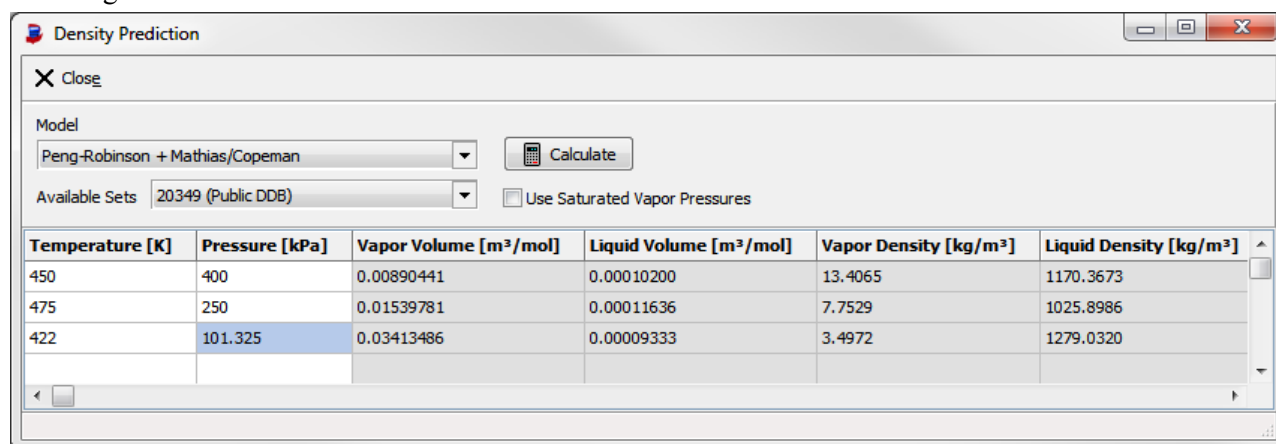 Density Prediction
Close
Model
Peng-Robinson + Mathias/Copeman
Calculate
Available Sets 20349 (Public DDB)
Use Saturated Vapor Pressures
Temperature [K] Pressure [kPa] Vapor Volume [m³/mol] Liquid Volume [m³/mol] Vapor Density [kg/m³] Liquid Density [kg/m³]
450 400 0.00890441 0.00010200 13.4065 1170.3673
475 250 0.01539781 0.00011636 7.7529 1025.8986
422 101.325 0.03413486 0.00009333 3.4972 1279.0320